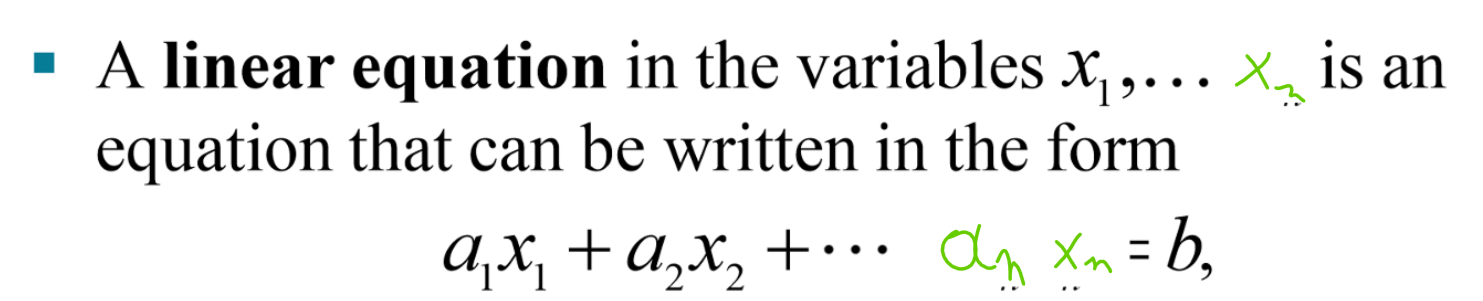 ▪ A linear equation in the variables x₁,… xₙ is an
equation that can be written in the form
a₁x₁ + a₂x₂ + ⋯ aₙ xₙ = b,